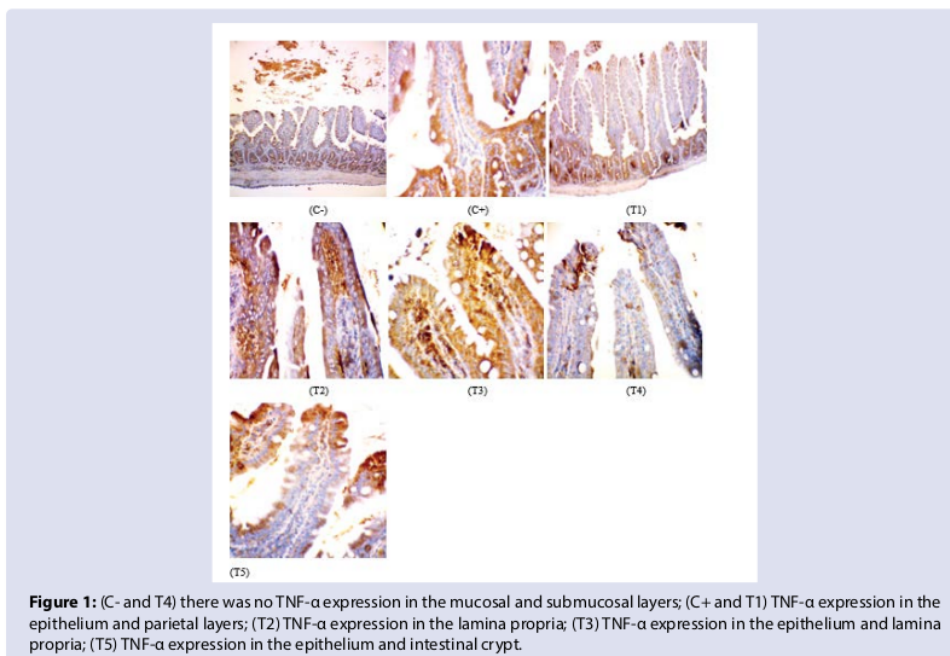 (C-) (C+) (T1)
(T2) (T3) (T4)
(T5)
Figure 1: (C- and T4) there was no TNF-α expression in the mucosal and submucosal layers; (C+ and T1) TNF-α expression in the
epithelium and parietal layers; (T2) TNF-α expression in the lamina propria; (T3) TNF-α expression in the epithelium and lamina
propria; (T5) TNF-α expression in the epithelium and intestinal crypt.